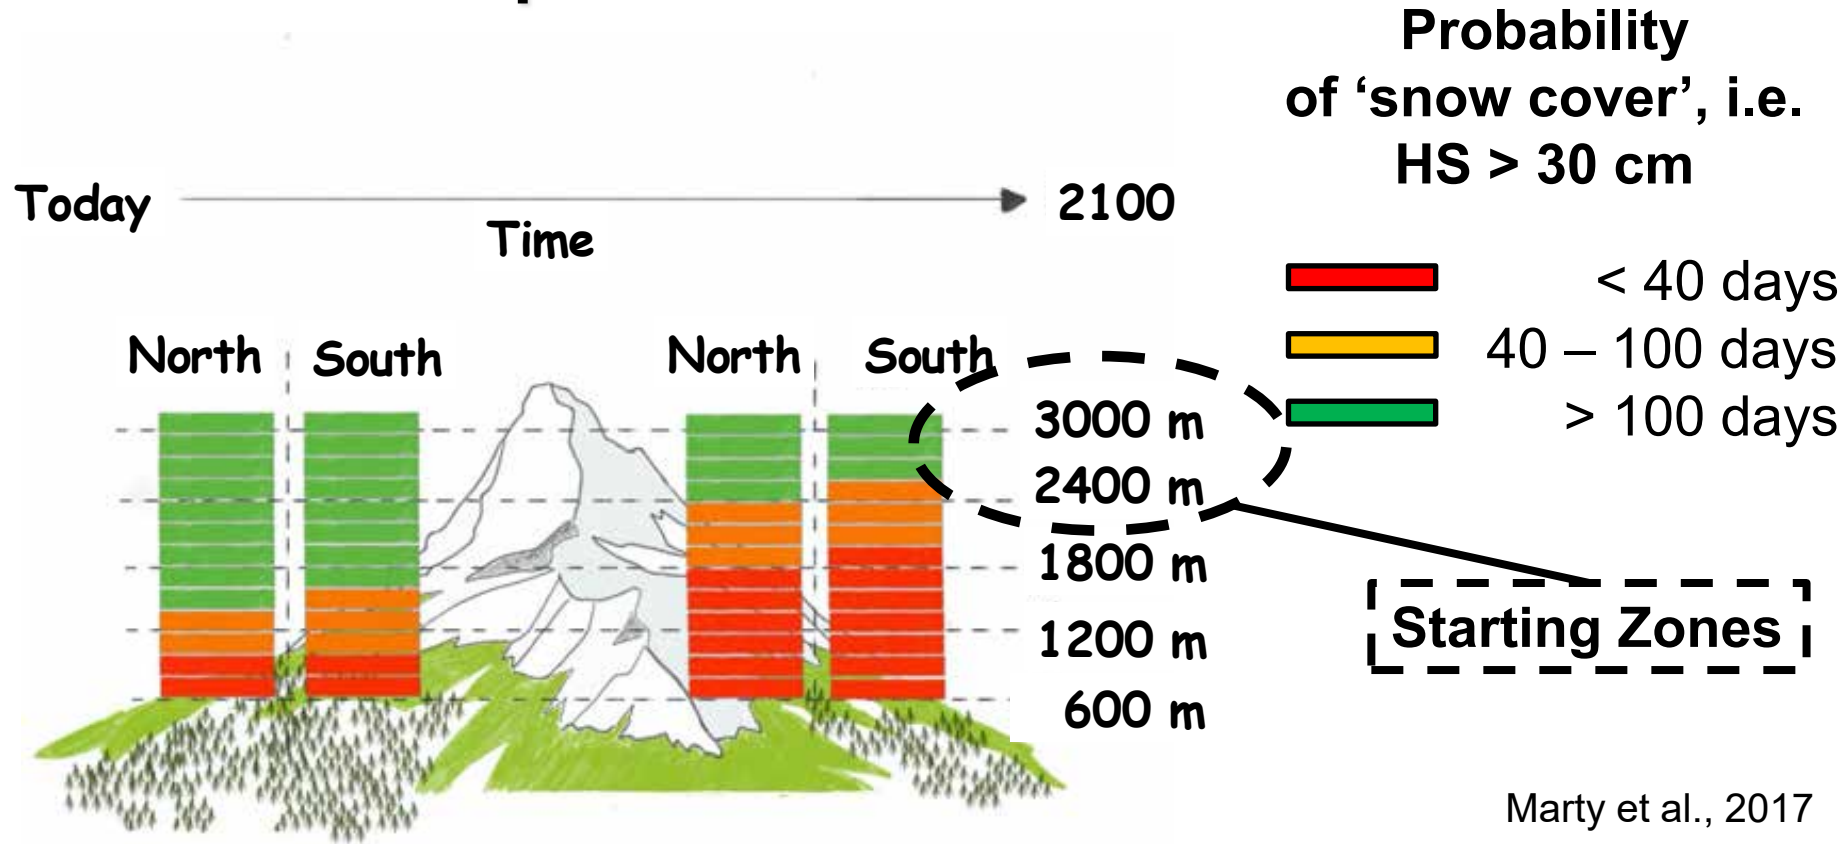 Probability
of ‘snow cover’, i.e.
HS > 30 cm
Today
2100
Time
< 40 days
40 – 100 days
> 100 days
North
South
North
South
3000 m
2400 m
1800 m
1200 m
600 m
Starting Zones
Marty et al., 2017